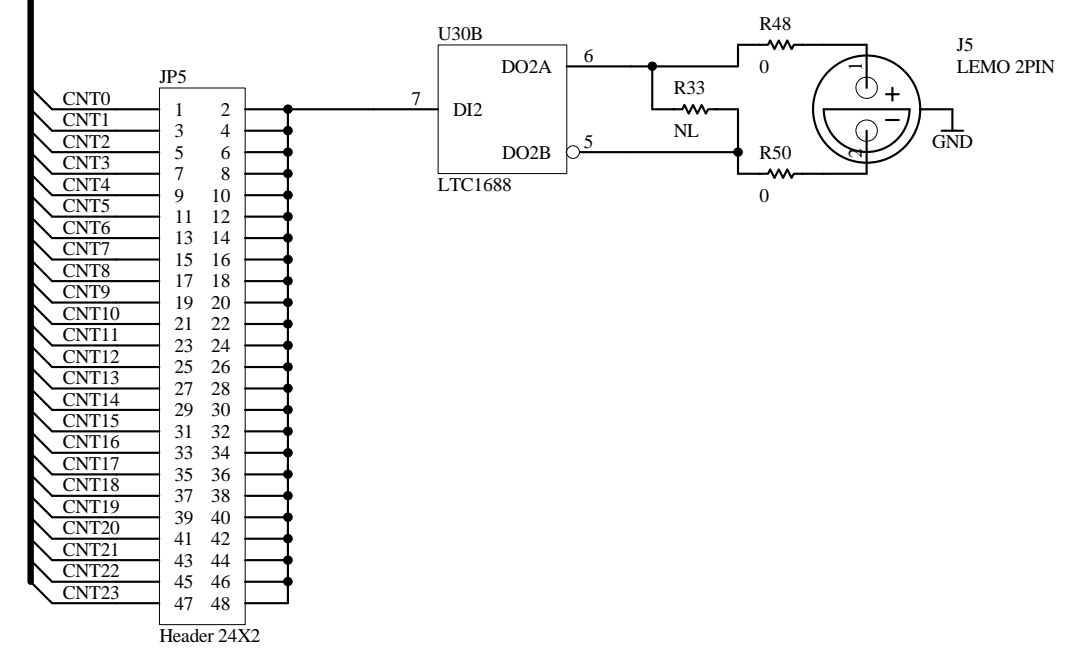 U30B
R48
J5
LEMO 2PIN
6
DO2A
0
1
+
JP5
R33
CNT0 1 2 7 DI2
NL
−
GND
CNT1 3 4
CNT2 5 6 DO2B 5
R50
2
CNT3 7 8
LTC1688
0
CNT4 9 10
CNT5 11 12
CNT6 13 14
CNT7 15 16
CNT8 17 18
CNT9 19 20
CNT10 21 22
CNT11 23 24
CNT12 25 26
CNT13 27 28
CNT14 29 30
CNT15 31 32
CNT16 33 34
CNT17 35 36
CNT18 37 38
CNT19 39 40
CNT20 41 42
CNT21 43 44
CNT22 45 46
CNT23 47 48
Header 24X2